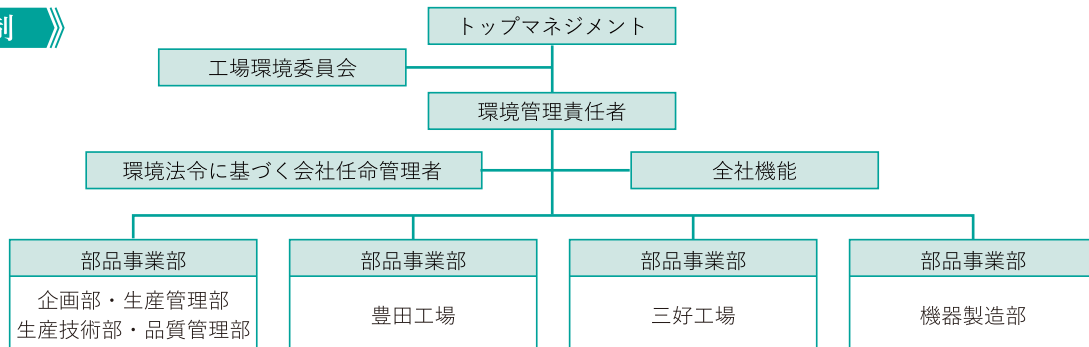 制
トップマネジメント
工場環境委員会
環境管理責任者
環境法令に基づく会社任命管理者
全社機能
部品事業部
企画部・生産管理部
生産技術部・品質管理部
部品事業部
豊田工場
部品事業部
三好工場
部品事業部
機器製造部